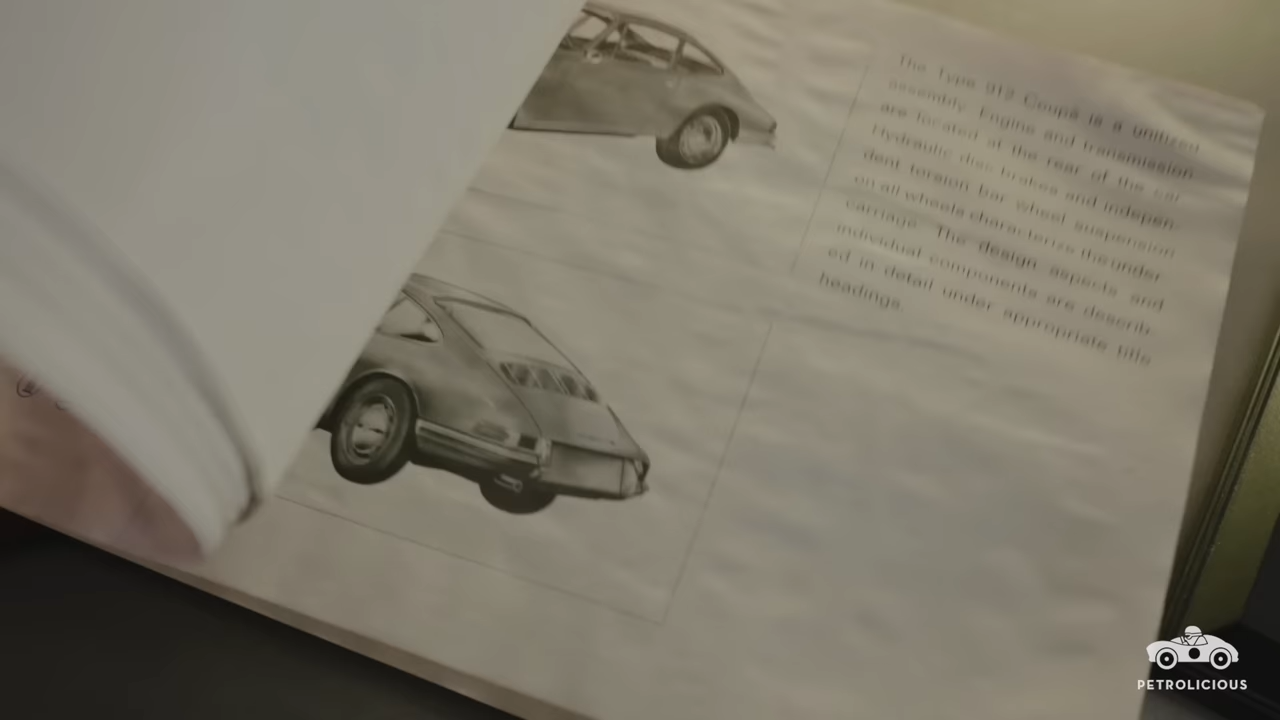 The Type 912 Coupé is a unitized
assembly. Engine and transmission
are located at the rear of the car.
Hydraulic disc brakes and indepen-
dent torsion bar wheel suspension
on all wheels characterize the under
carriage. The design aspects and
individual components are describ-
ed in detail under appropriate title
headings.
PETROLICIOUS